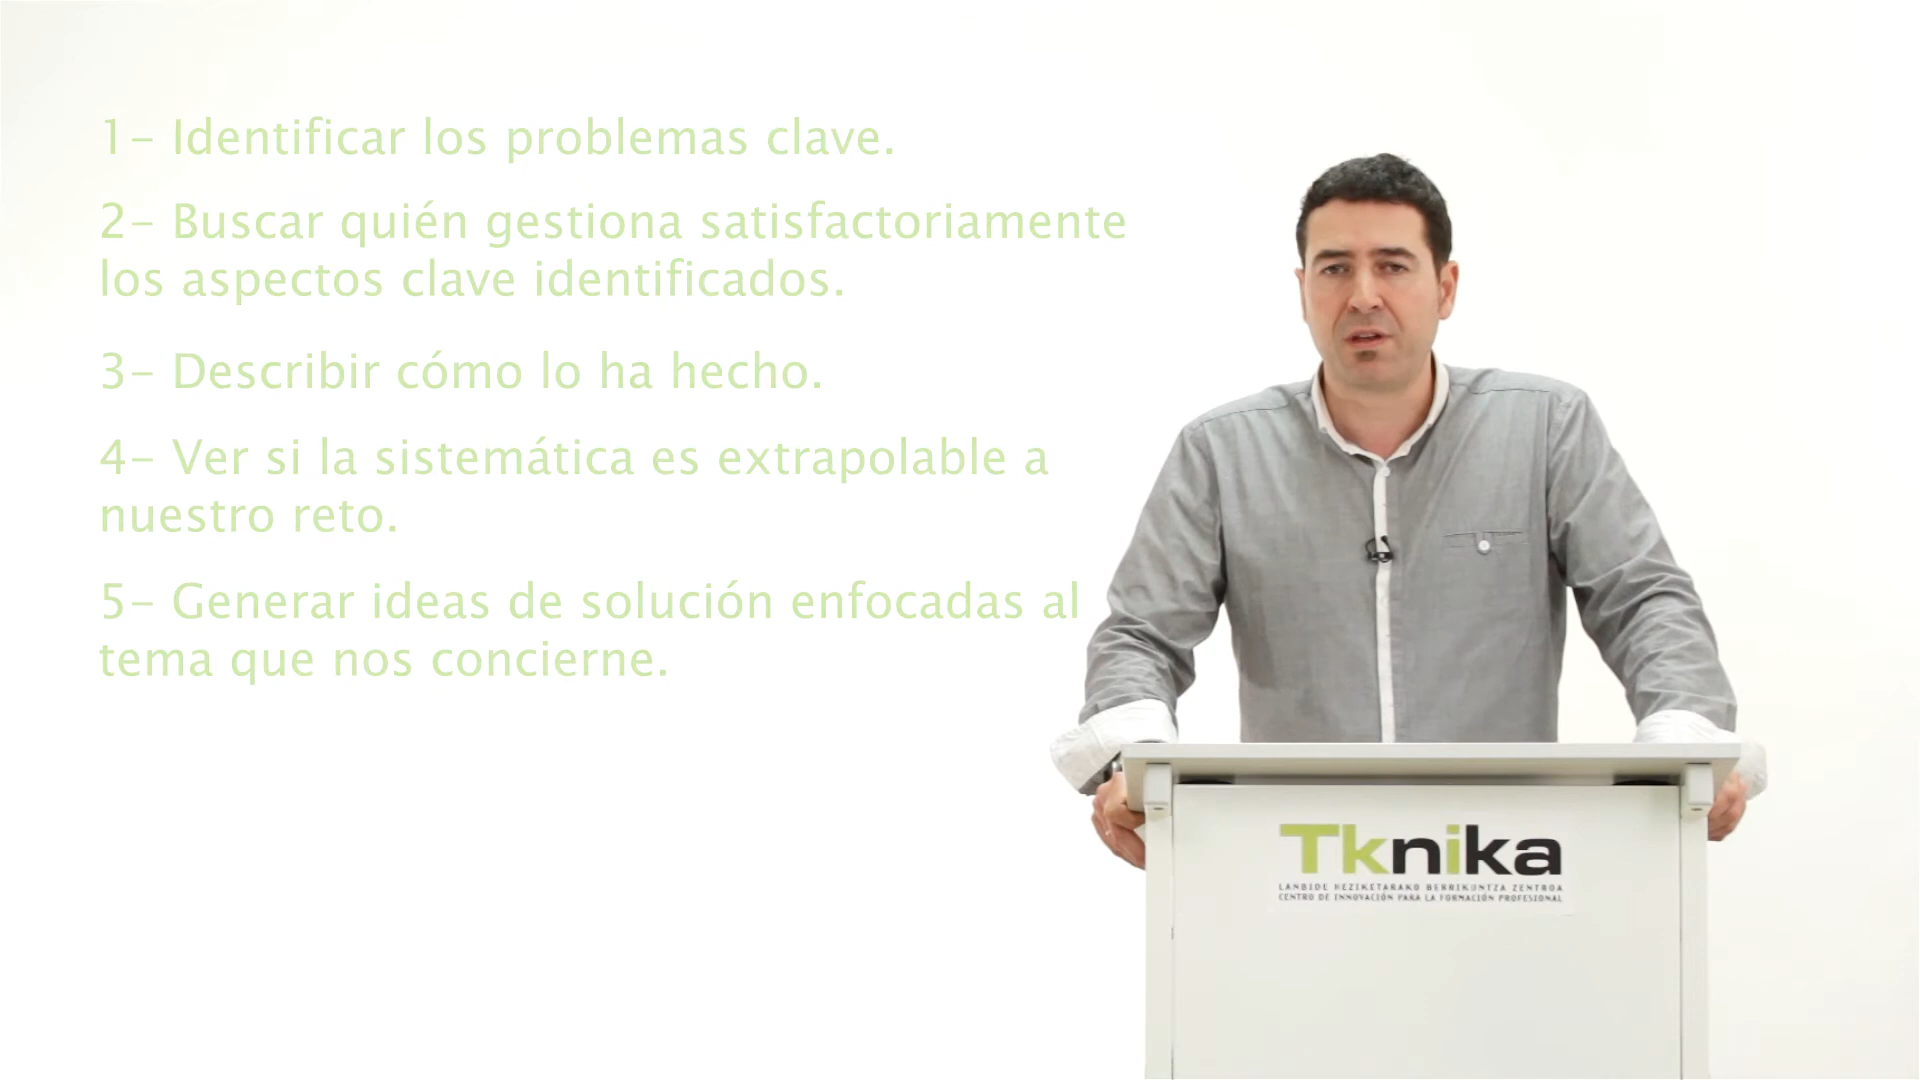 1- Identificar los problemas clave.
2- Buscar quién gestiona satisfactoriamente
los aspectos clave identificados.
3- Describir cómo lo ha hecho.
4- Ver si la sistemática es extrapolable a
nuestro reto.
5- Generar ideas de solución enfocadas al
tema que nos concierne.
Tknika
LANBIDE HEZIKETARAKO BERRIKUNTZA ZENTROA
CENTRO DE INNOVACIÓN PARA LA FORMACIÓN PROFESIONAL